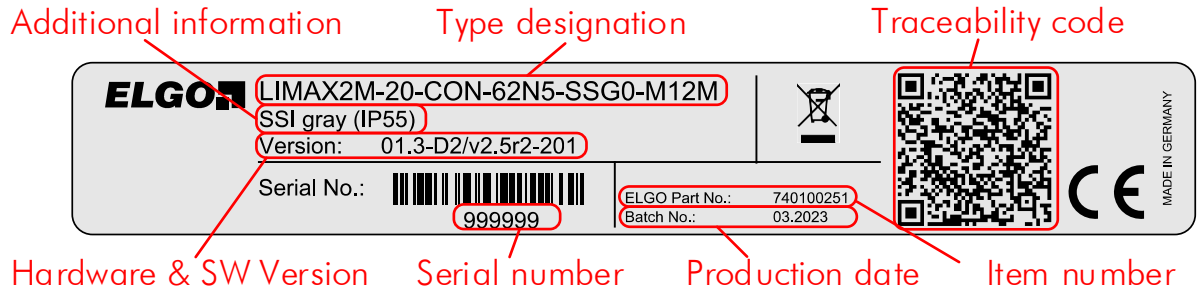 Additional information Type designation Traceability code
ELGO
LIMAX2M-20-CON-62N5-SSG0-M12M
SSI gray (IP55)
Version: 01.3-D2/v2.5r2-201
Serial No.:
999999
ELGO Part No.: 740100251
Batch No.: 03.2023
CE
MADE IN GERMANY
Hardware & SW Version Serial number Production date Item number